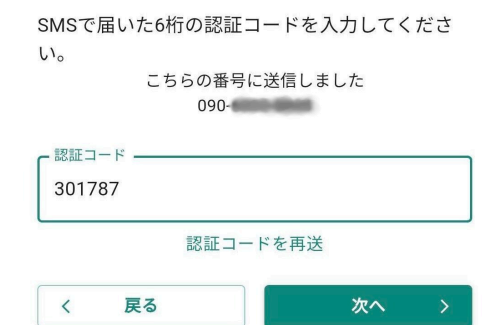 SMSで届いた6桁の認証コードを入力してくださ
い。
こちらの番号に送信しました
090-
認証コード
301787
認証コードを再送
戻る
次へ